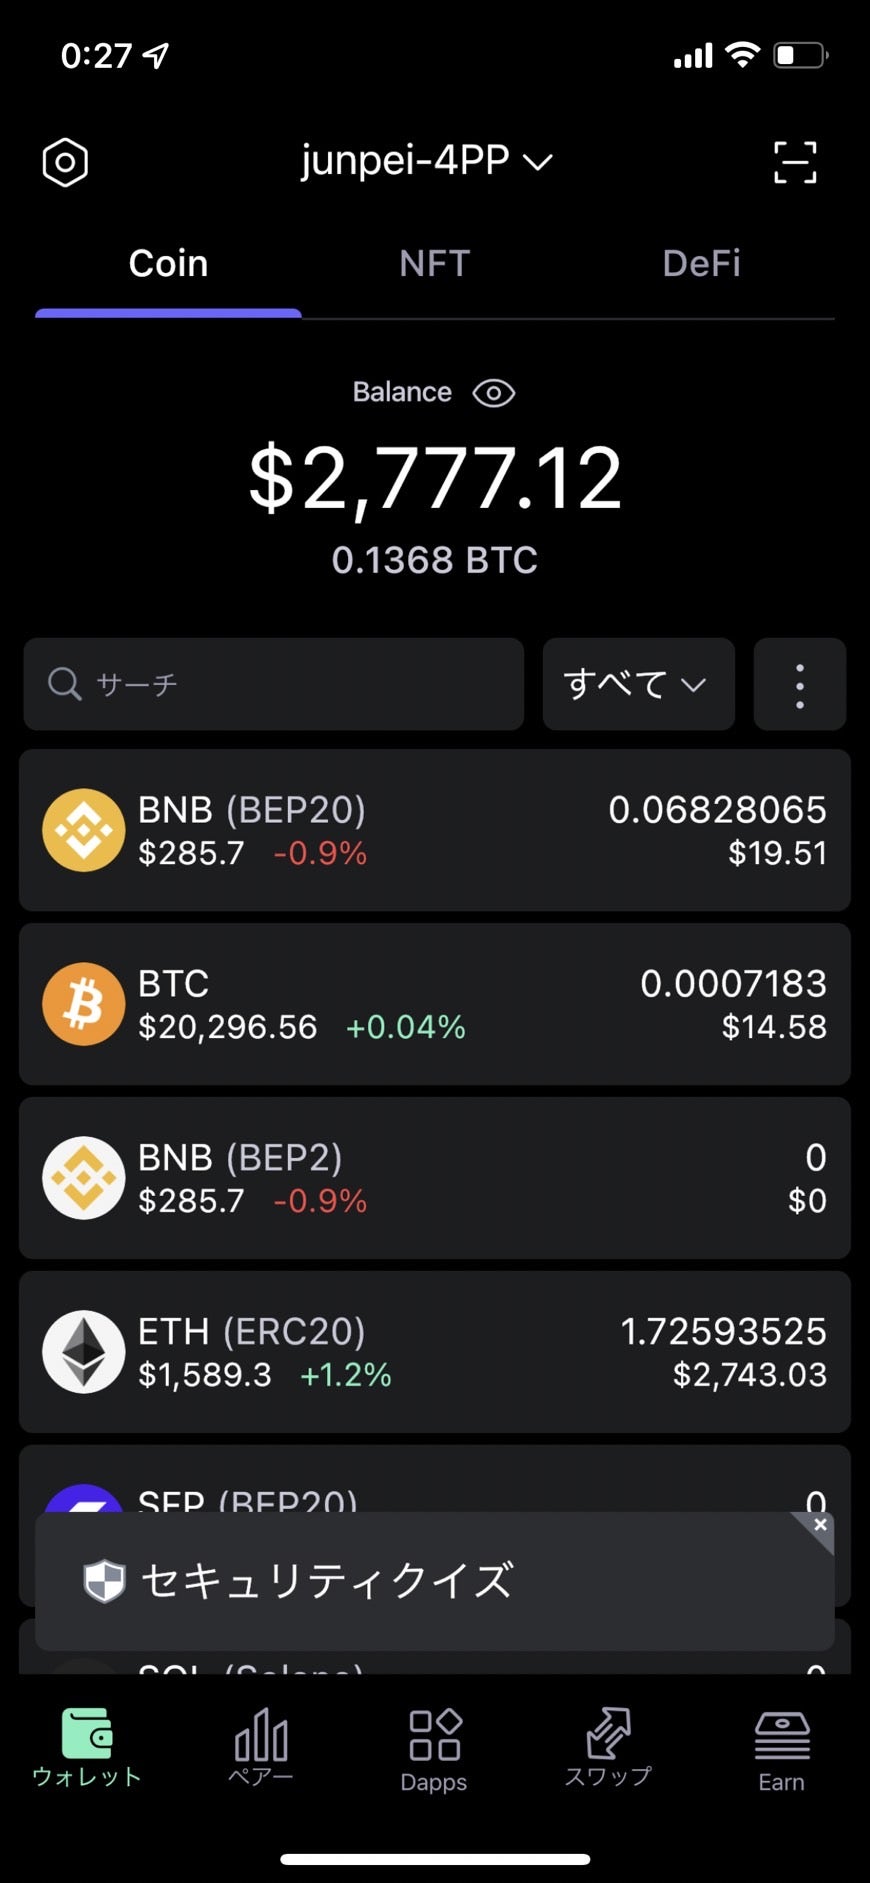 0:27
junpei-4PP
Coin NFT DeFi
Balance
$2,777.12
0.1368 BTC
サーチ すべて
BNB (BEP20) 0.06828065
$285.7 -0.9% $19.51
BTC 0.0007183
$20,296.56 +0.04% $14.58
BNB (BEP2) 0
$285.7 -0.9% $0
ETH (ERC20) 1.72593525
$1,589.3 +1.2% $2,743.03
SFP (BEP20) 0
セキュリティクイズ
SOL (Solana) 0
ウォレット ペアー Dapps スワップ Earn